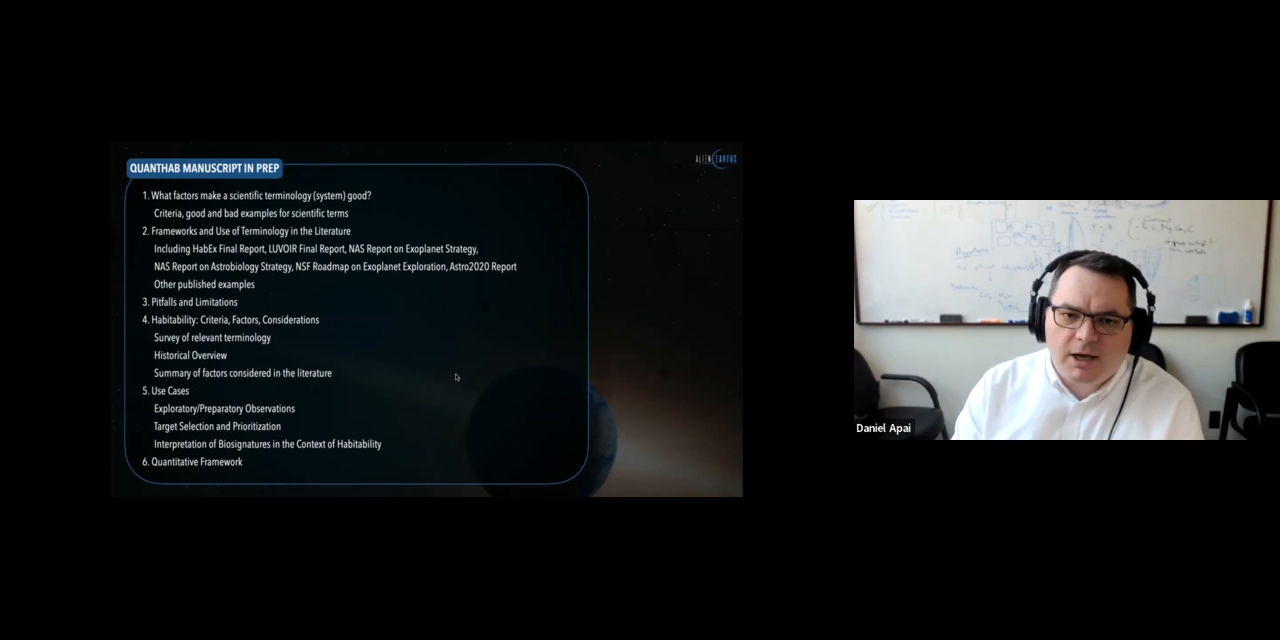 QUANTHAB MANUSCRIPT IN PREP
ALIEN EARTHS
1. What factors make a scientific terminology (system) good?
Criteria, good and bad examples for scientific terms
2. Frameworks and Use of Terminology in the Literature
Including HabEx Final Report, LUVOIR Final Report, NAS Report on Exoplanet Strategy,
NAS Report on Astrobiology Strategy, NSF Roadmap on Exoplanet Exploration, Astro2020 Report
Other published examples
3. Pitfalls and Limitations
4. Habitability: Criteria, Factors, Considerations
Survey of relevant terminology
Historical Overview
Summary of factors considered in the literature
5. Use Cases
Exploratory/Preparatory Observations
Target Selection and Prioritization
Interpretation of Biosignatures in the Context of Habitability
6. Quantitative Framework
Daniel Apai